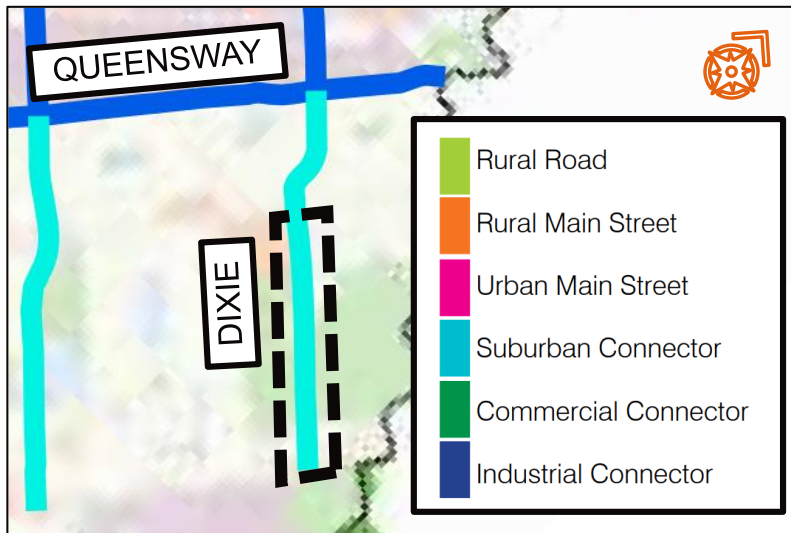 QUEENSWAY
DIXIE
Rural Road
Rural Main Street
Urban Main Street
Suburban Connector
Commercial Connector
Industrial Connector